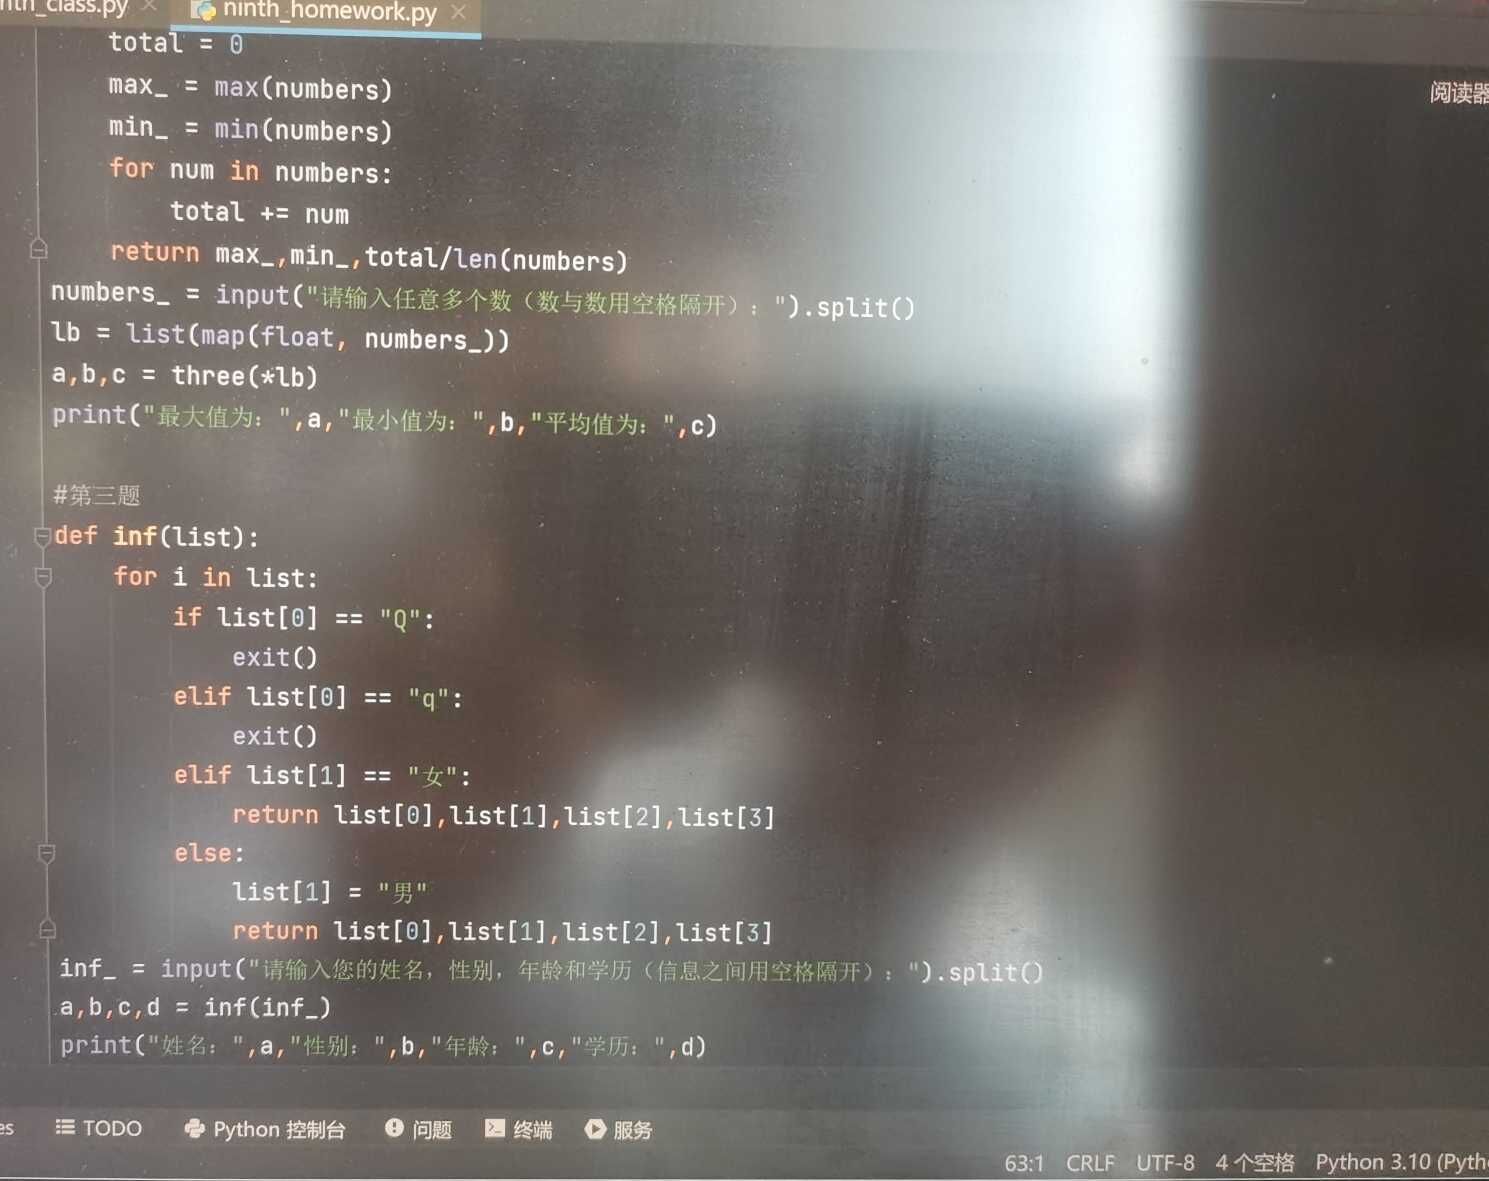 nth_class.py
ninth_homework.py
total = 0
阅读器
max_ = max(numbers)
min_ = min(numbers)
for num in numbers:
total += num
return max_,min_,total/len(numbers)
numbers_ = input("请输入任意多个数（数与数用空格隔开）：").split()
lb = list(map(float, numbers_))
a,b,c = three(*lb)
print("最大值为：",a,"最小值为：",b,"平均值为：",c)
#第三题
def inf(list):
for i in list:
if list[0] == "Q":
exit()
elif list[0] == "q":
exit()
elif list[1] == "女":
return list[0],list[1],list[2],list[3]
else:
list[1] = "男"
return list[0],list[1],list[2],list[3]
inf_ = input("请输入您的姓名，性别，年龄和学历（信息之间用空格隔开）：").split()
a,b,c,d = inf(inf_)
print("姓名：",a,"性别：",b,"年龄：",c,"学历：",d)
es TODO Python 控制台 问题 终端 服务
63:1 CRLF UTF-8 4 个空格 Python 3.10 (Pyth